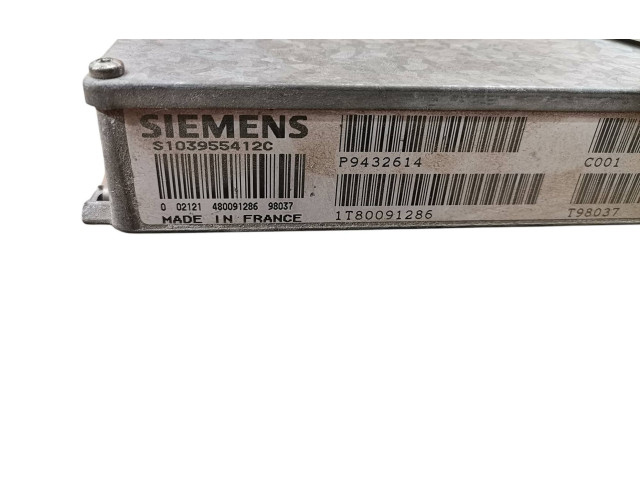 SIEMENS
S103955412C
0 02121 480091286 98037
MADE IN FRANCE
P9432614
1T80091286
C001
T98037